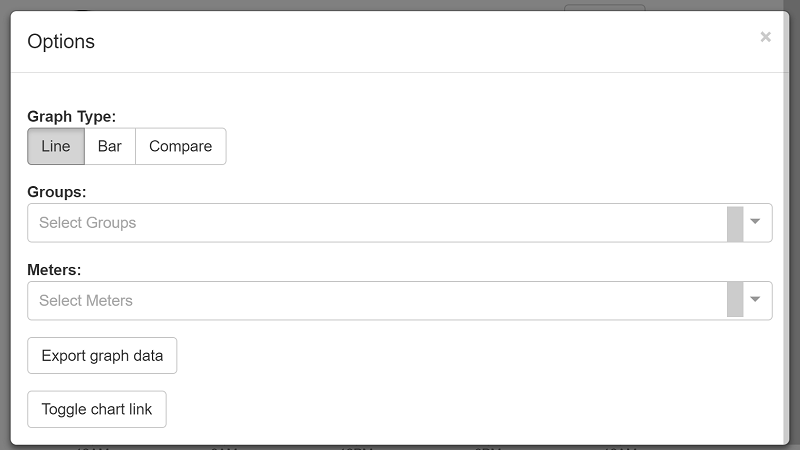 Options
×
Graph Type:
Line Bar Compare
Groups:
Select Groups
Meters:
Select Meters
Export graph data
Toggle chart link